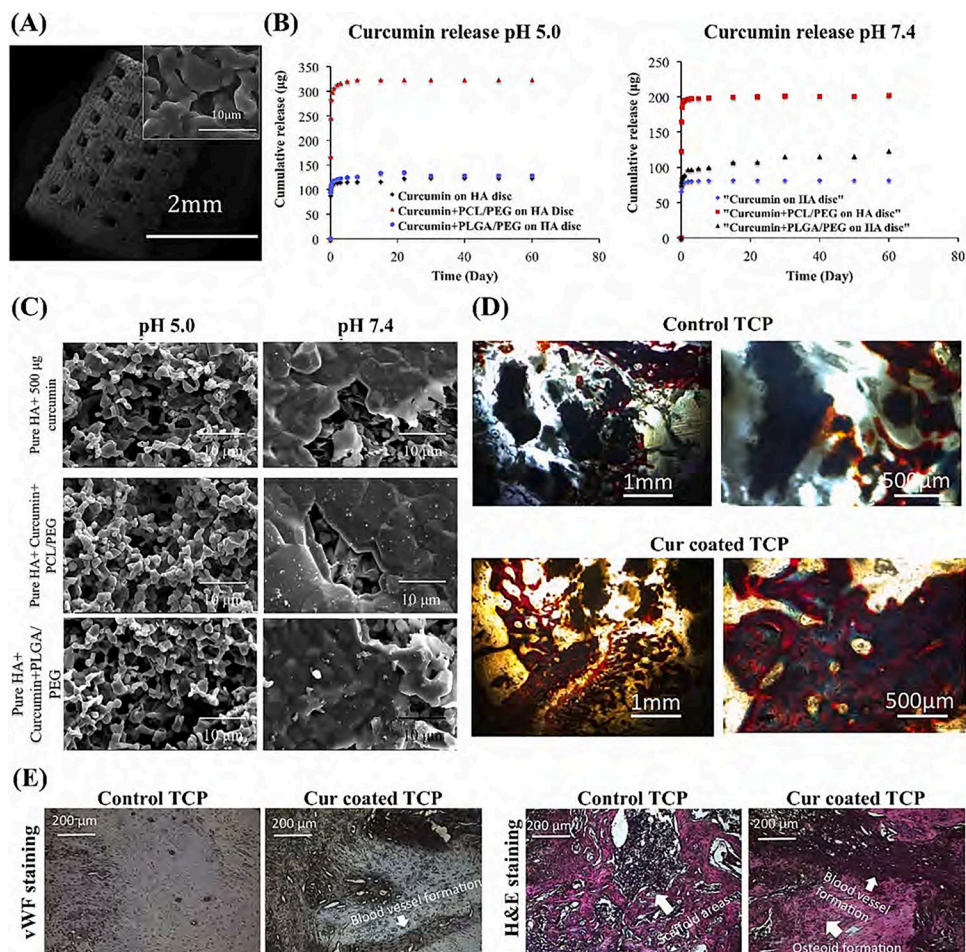 (A)
10μm
2mm
(B)
Curcumin release pH 5.0
Cumulative release (μg)
350
300
250
200
150
100
50
0
0
20
40
60
80
Time (Day)
Curcumin on HA disc
Curcumin+PCL/PEG on HA Disc
Curcumin+PLGA/PEG on HA disc
Curcumin release pH 7.4
Cumulative release (μg)
250
200
150
100
50
0
0
20
40
60
80
Time (Day)
"Curcumin on HA disc"
"Curcumin+PCL/PEG on HA disc"
"Curcumin+PLGA/PEG on HA disc"
(C)
pH 5.0
pH 7.4
Pure HA+ 500 μg
curcumin
10 μm
10 μm
Pure HA+ Curcumin+
PCL/PEG
10 μm
10 μm
Pure HA+
Curcumin+PLGA/
PEG
10 μm
10 μm
(D)
Control TCP
1mm
500μm
Cur coated TCP
1mm
500μm
(E)
vWF staining
Control TCP
200 μm
Cur coated TCP
200 μm
Blood vessel formation
H&E staining
Control TCP
200 μm
Scaffold areas
Cur coated TCP
200 μm
Blood vessel
formation
Osteoid formation